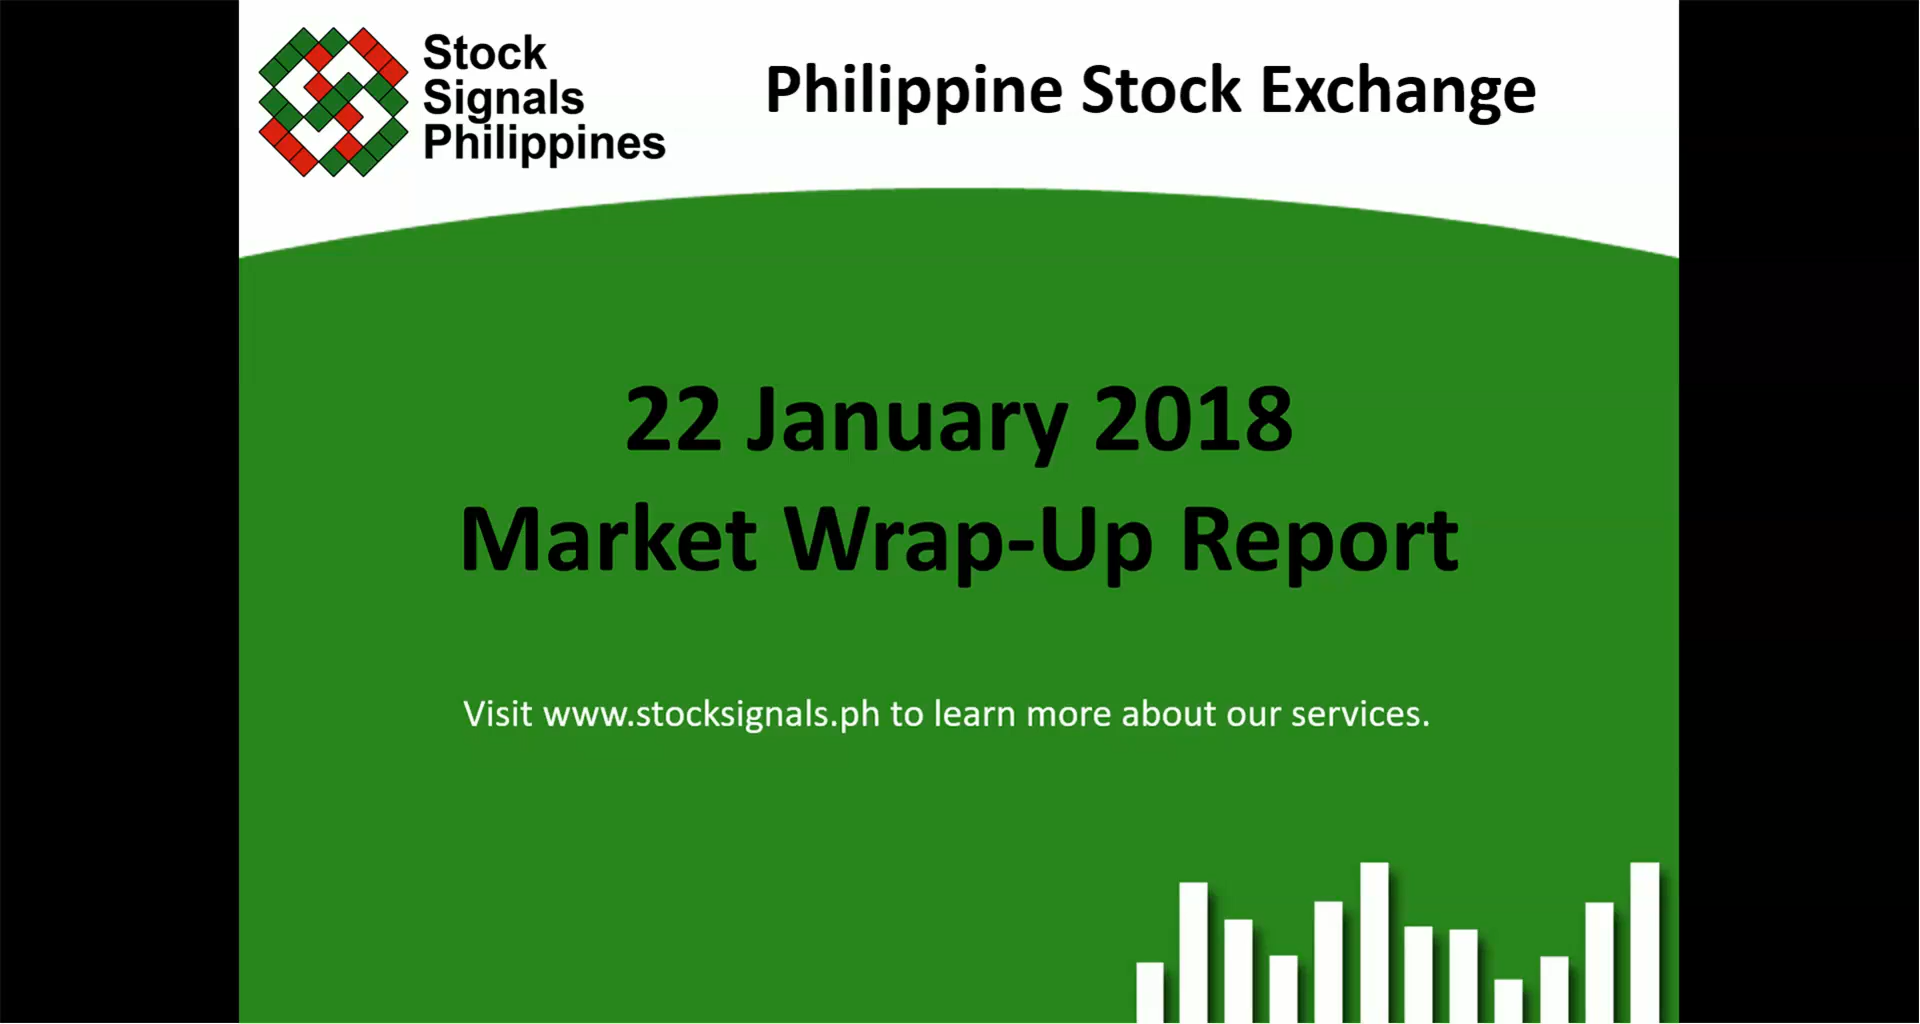 Stock
Signals
Philippines
Philippine Stock Exchange
22 January 2018
Market Wrap-Up Report
Visit www.stocksignals.ph to learn more about our services.